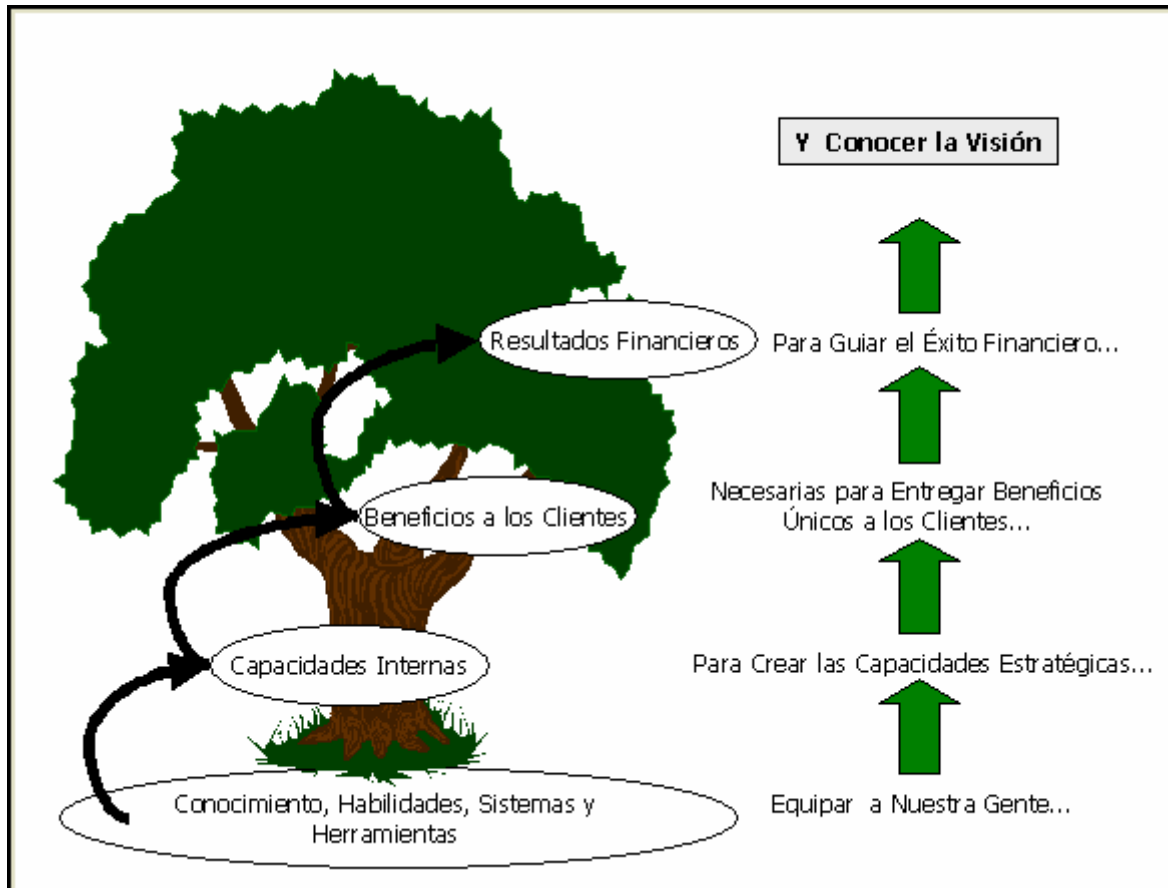 Y Conocer la Visión
Resultados Financieros
Para Guiar el Éxito Financiero...
Beneficios a los Clientes
Necesarias para Entregar Beneficios
Únicos a los Clientes...
Capacidades Internas
Para Crear las Capacidades Estratégicas...
Conocimiento, Habilidades, Sistemas y
Herramientas
Equipar a Nuestra Gente...